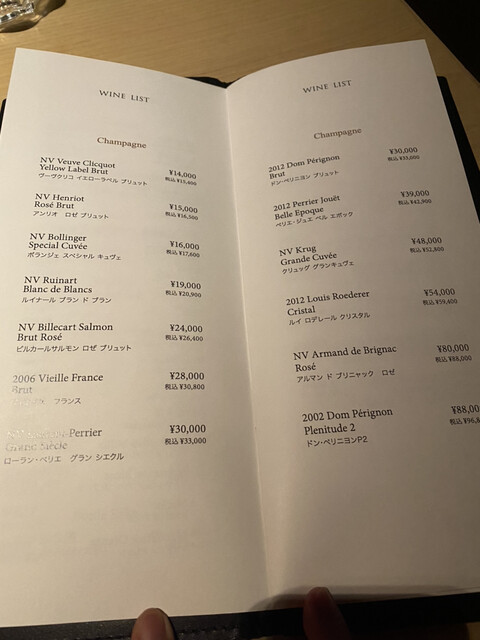 WINE LIST
Champagne
NV Veuve Clicquot
Yellow Label Brut ¥14,000
ヴーヴクリコ イエローラベル ブリュット 税込 ¥15,400
NV Henriot
Rosé Brut ¥15,000
アンリオ ロゼ ブリュット 税込 ¥16,500
NV Bollinger
Special Cuvée ¥16,000
ボランジェ スペシャル キュヴェ 税込 ¥17,600
NV Ruinart
Blanc de Blancs ¥19,000
ルイナール ブラン ド ブラン 税込 ¥20,900
NV Billecart Salmon
Brut Rosé ¥24,000
ビルカールサルモン ロゼ ブリュット 税込 ¥26,400
2006 Vieille France
Brut ¥28,000
フランス 税込 ¥30,800
Perrier
Grand Siècle ¥30,000
ローラン・ペリエ グラン シエクル 税込 ¥33,000
WINE LIST
Champagne
2012 Dom Pérignon ¥30,000
Brut 税込 ¥33,000
ドン・ペリニヨン ブリュット
2012 Perrier Jouët ¥39,000
Belle Epoque 税込 ¥42,900
ペリエ・ジュエ ベル エポック
NV Krug ¥48,000
Grande Cuvée 税込 ¥52,800
クリュッグ グランキュヴェ
2012 Louis Roederer ¥54,000
Cristal 税込 ¥59,400
ルイ ロデレール クリスタル
NV Armand de Brignac ¥80,000
Rosé 税込 ¥88,000
アルマン ド ブリニャック ロゼ
2002 Dom Pérignon ¥88,00
Plenitude 2 税込 ¥96,8
ドン・ペリニヨンP2